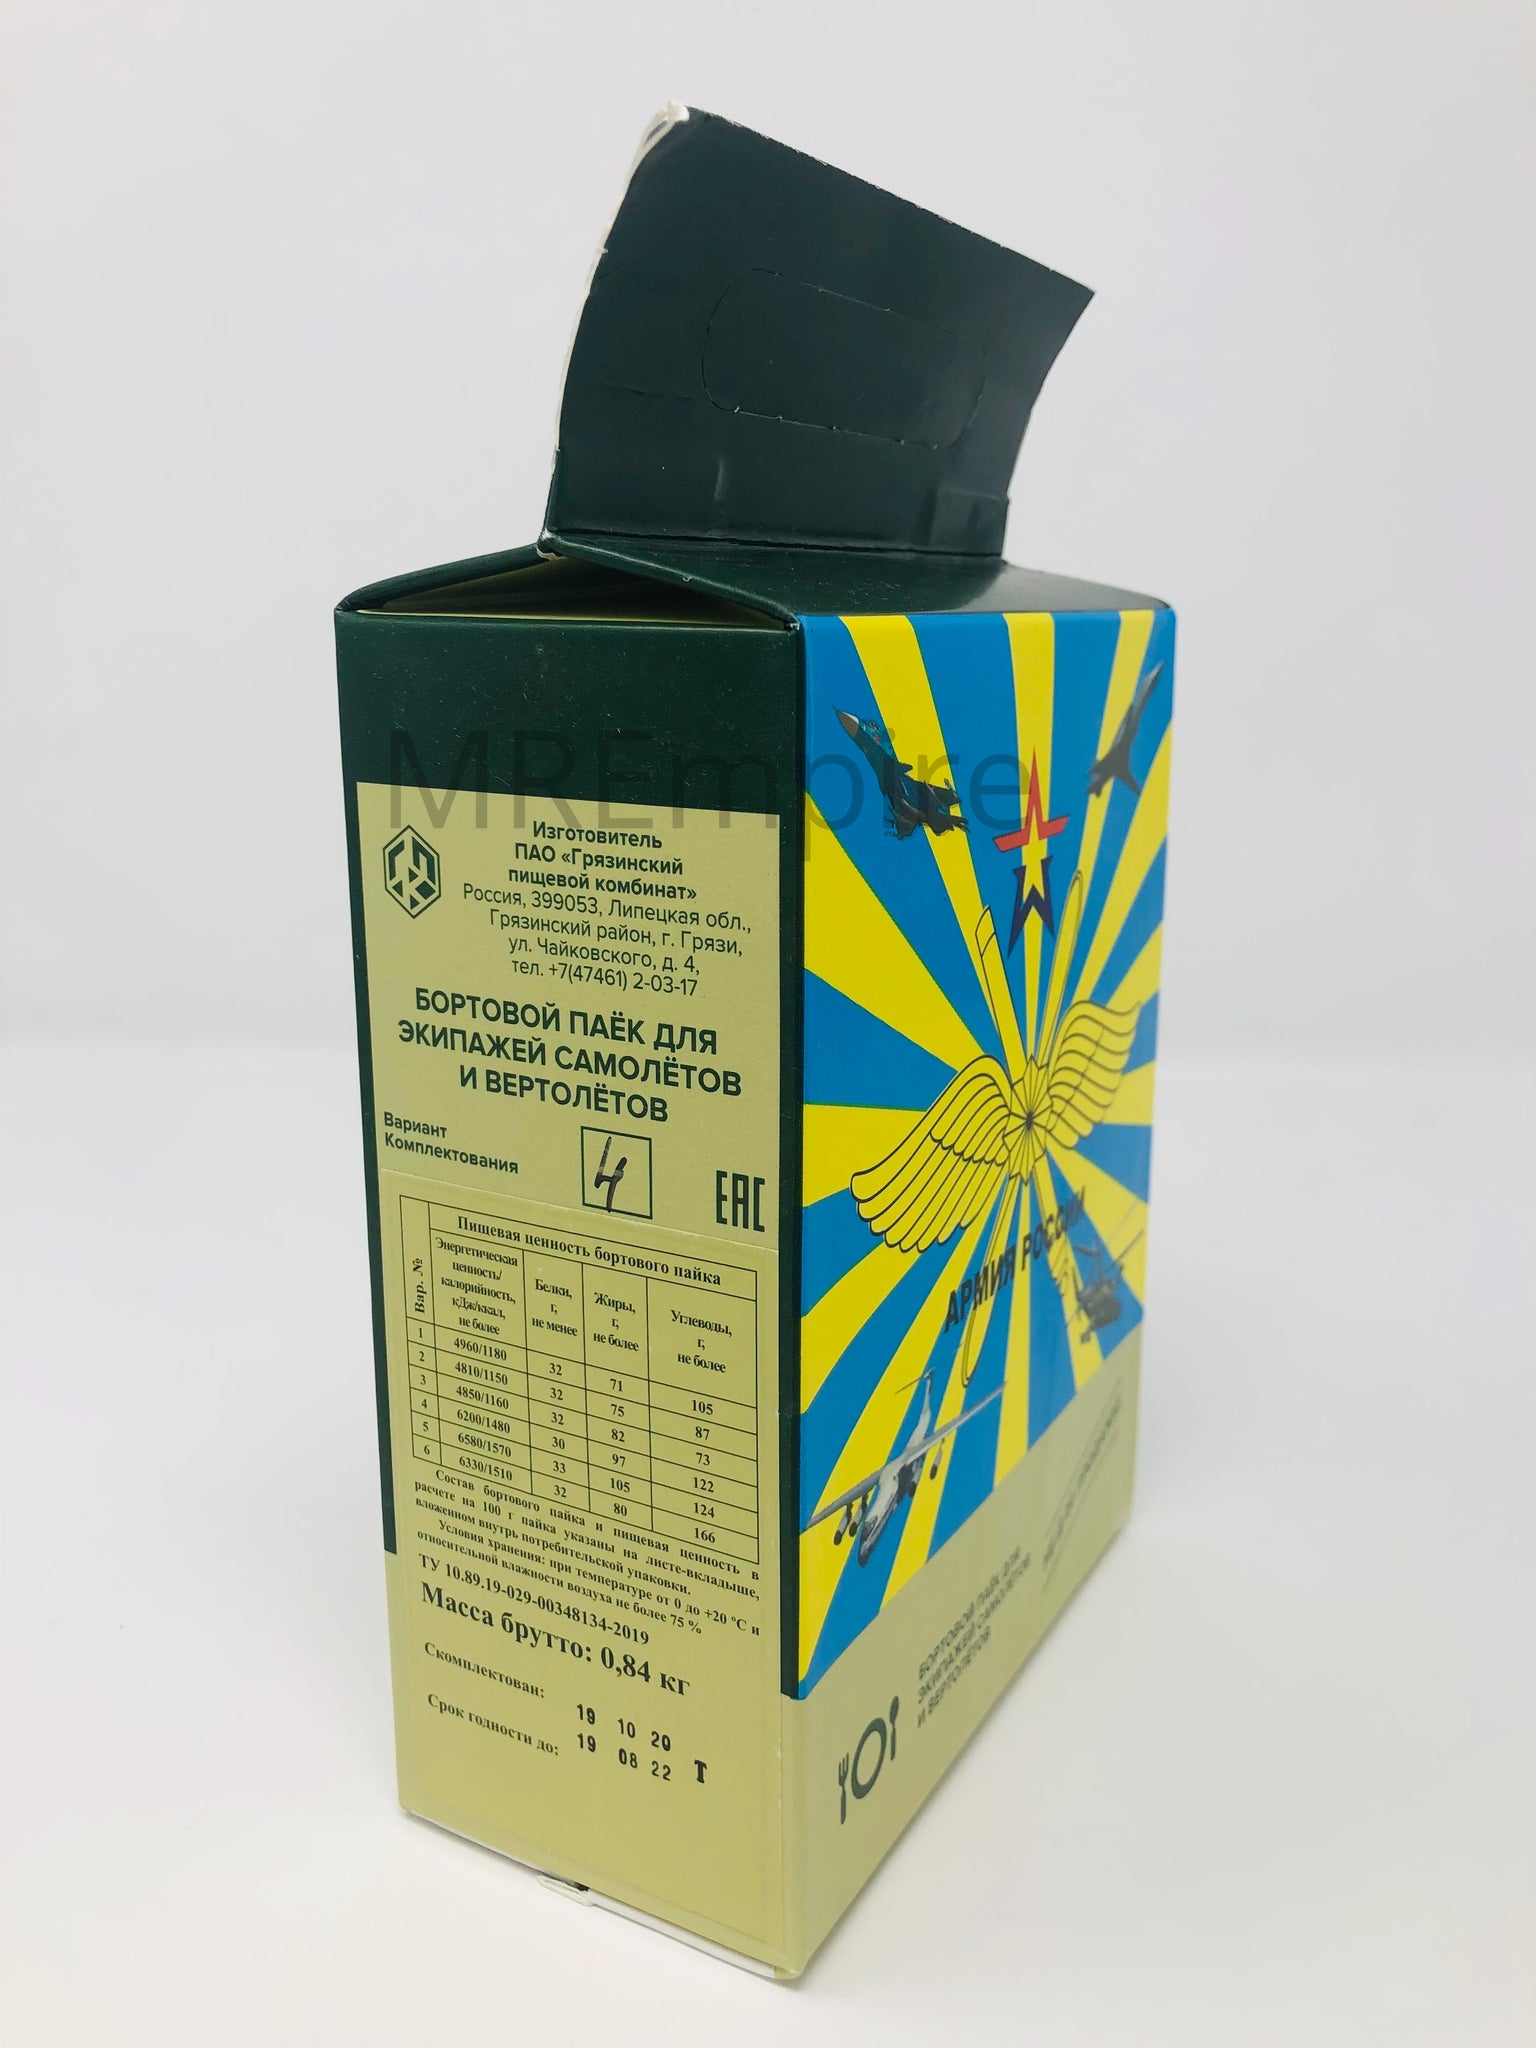 MREmpire
Изготовитель
ПАО «Грязинский
пищевой комбинат»
Россия, 399053, Липецкая обл.,
Грязинский район, г. Грязи,
ул. Чайковского, д. 4,
тел. +7(47461) 2-03-17
БОРТОВОЙ ПАЁК ДЛЯ
ЭКИПАЖЕЙ САМОЛЁТОВ
И ВЕРТОЛЁТОВ
Вариант
Комплектования
4
ЕАС
Пищевая ценность бортового пайка
Вар. №
Энергетическая
ценность/
калорийность,
кДж/ккал,
не более
Белки,
г,
не менее
Жиры,
г,
не более
Углеводы,
г,
не более
1 4960/1180 32 71 105
2 4810/1150 32 75 87
3 4850/1160 32 82 73
4 6200/1480 30 97 122
5 6580/1570 33 105 124
6 6330/1510 32 80 166
Состав бортового пайка и пищевая ценность в
расчете на 100 г пайка указаны на листе-вкладыше,
вложенном внутрь потребительской упаковки.
Условия хранения: при температуре от 0 до +20 °С и
относительной влажности воздуха не более 75 %
ТУ 10.89.19-029-00348134-2019
Масса брутто: 0,84 кг
Скомплектован: 19 10 20
Срок годности до: 19 08 22 Т
АРМИЯ РОССИИ
БОРТОВОЙ ПАЁК ДЛЯ
ЭКИПАЖЕЙ САМОЛЁТОВ
И ВЕРТОЛЁТОВ